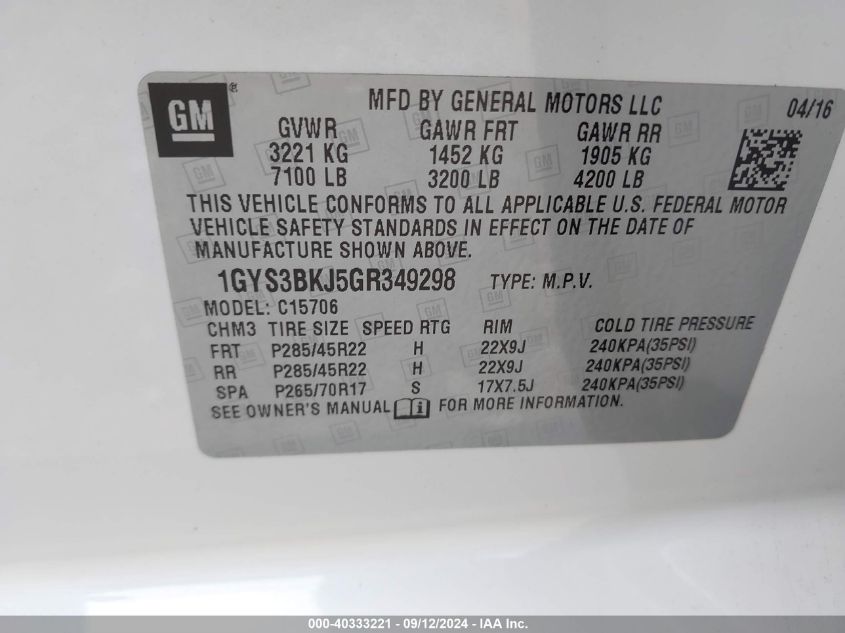 GM ® MFD BY GENERAL MOTORS LLC 04/16
GVWR GAWR FRT GAWR RR
3221 KG 1452 KG 1905 KG
7100 LB 3200 LB 4200 LB
THIS VEHICLE CONFORMS TO ALL APPLICABLE U.S. FEDERAL MOTOR
VEHICLE SAFETY STANDARDS IN EFFECT ON THE DATE OF
MANUFACTURE SHOWN ABOVE.
1GYS3BKJ5GR349298 TYPE: M.P.V.
MODEL: C15706
CHM3 TIRE SIZE SPEED RTG RIM COLD TIRE PRESSURE
FRT P285/45R22 H 22X9J 240KPA(35PSI)
RR P285/45R22 H 22X9J 240KPA(35PSI)
SPA P265/70R17 S 17X7.5J 240KPA(35PSI)
SEE OWNER'S MANUAL FOR MORE INFORMATION.
000-40333221 - 09/12/2024 - IAA Inc.